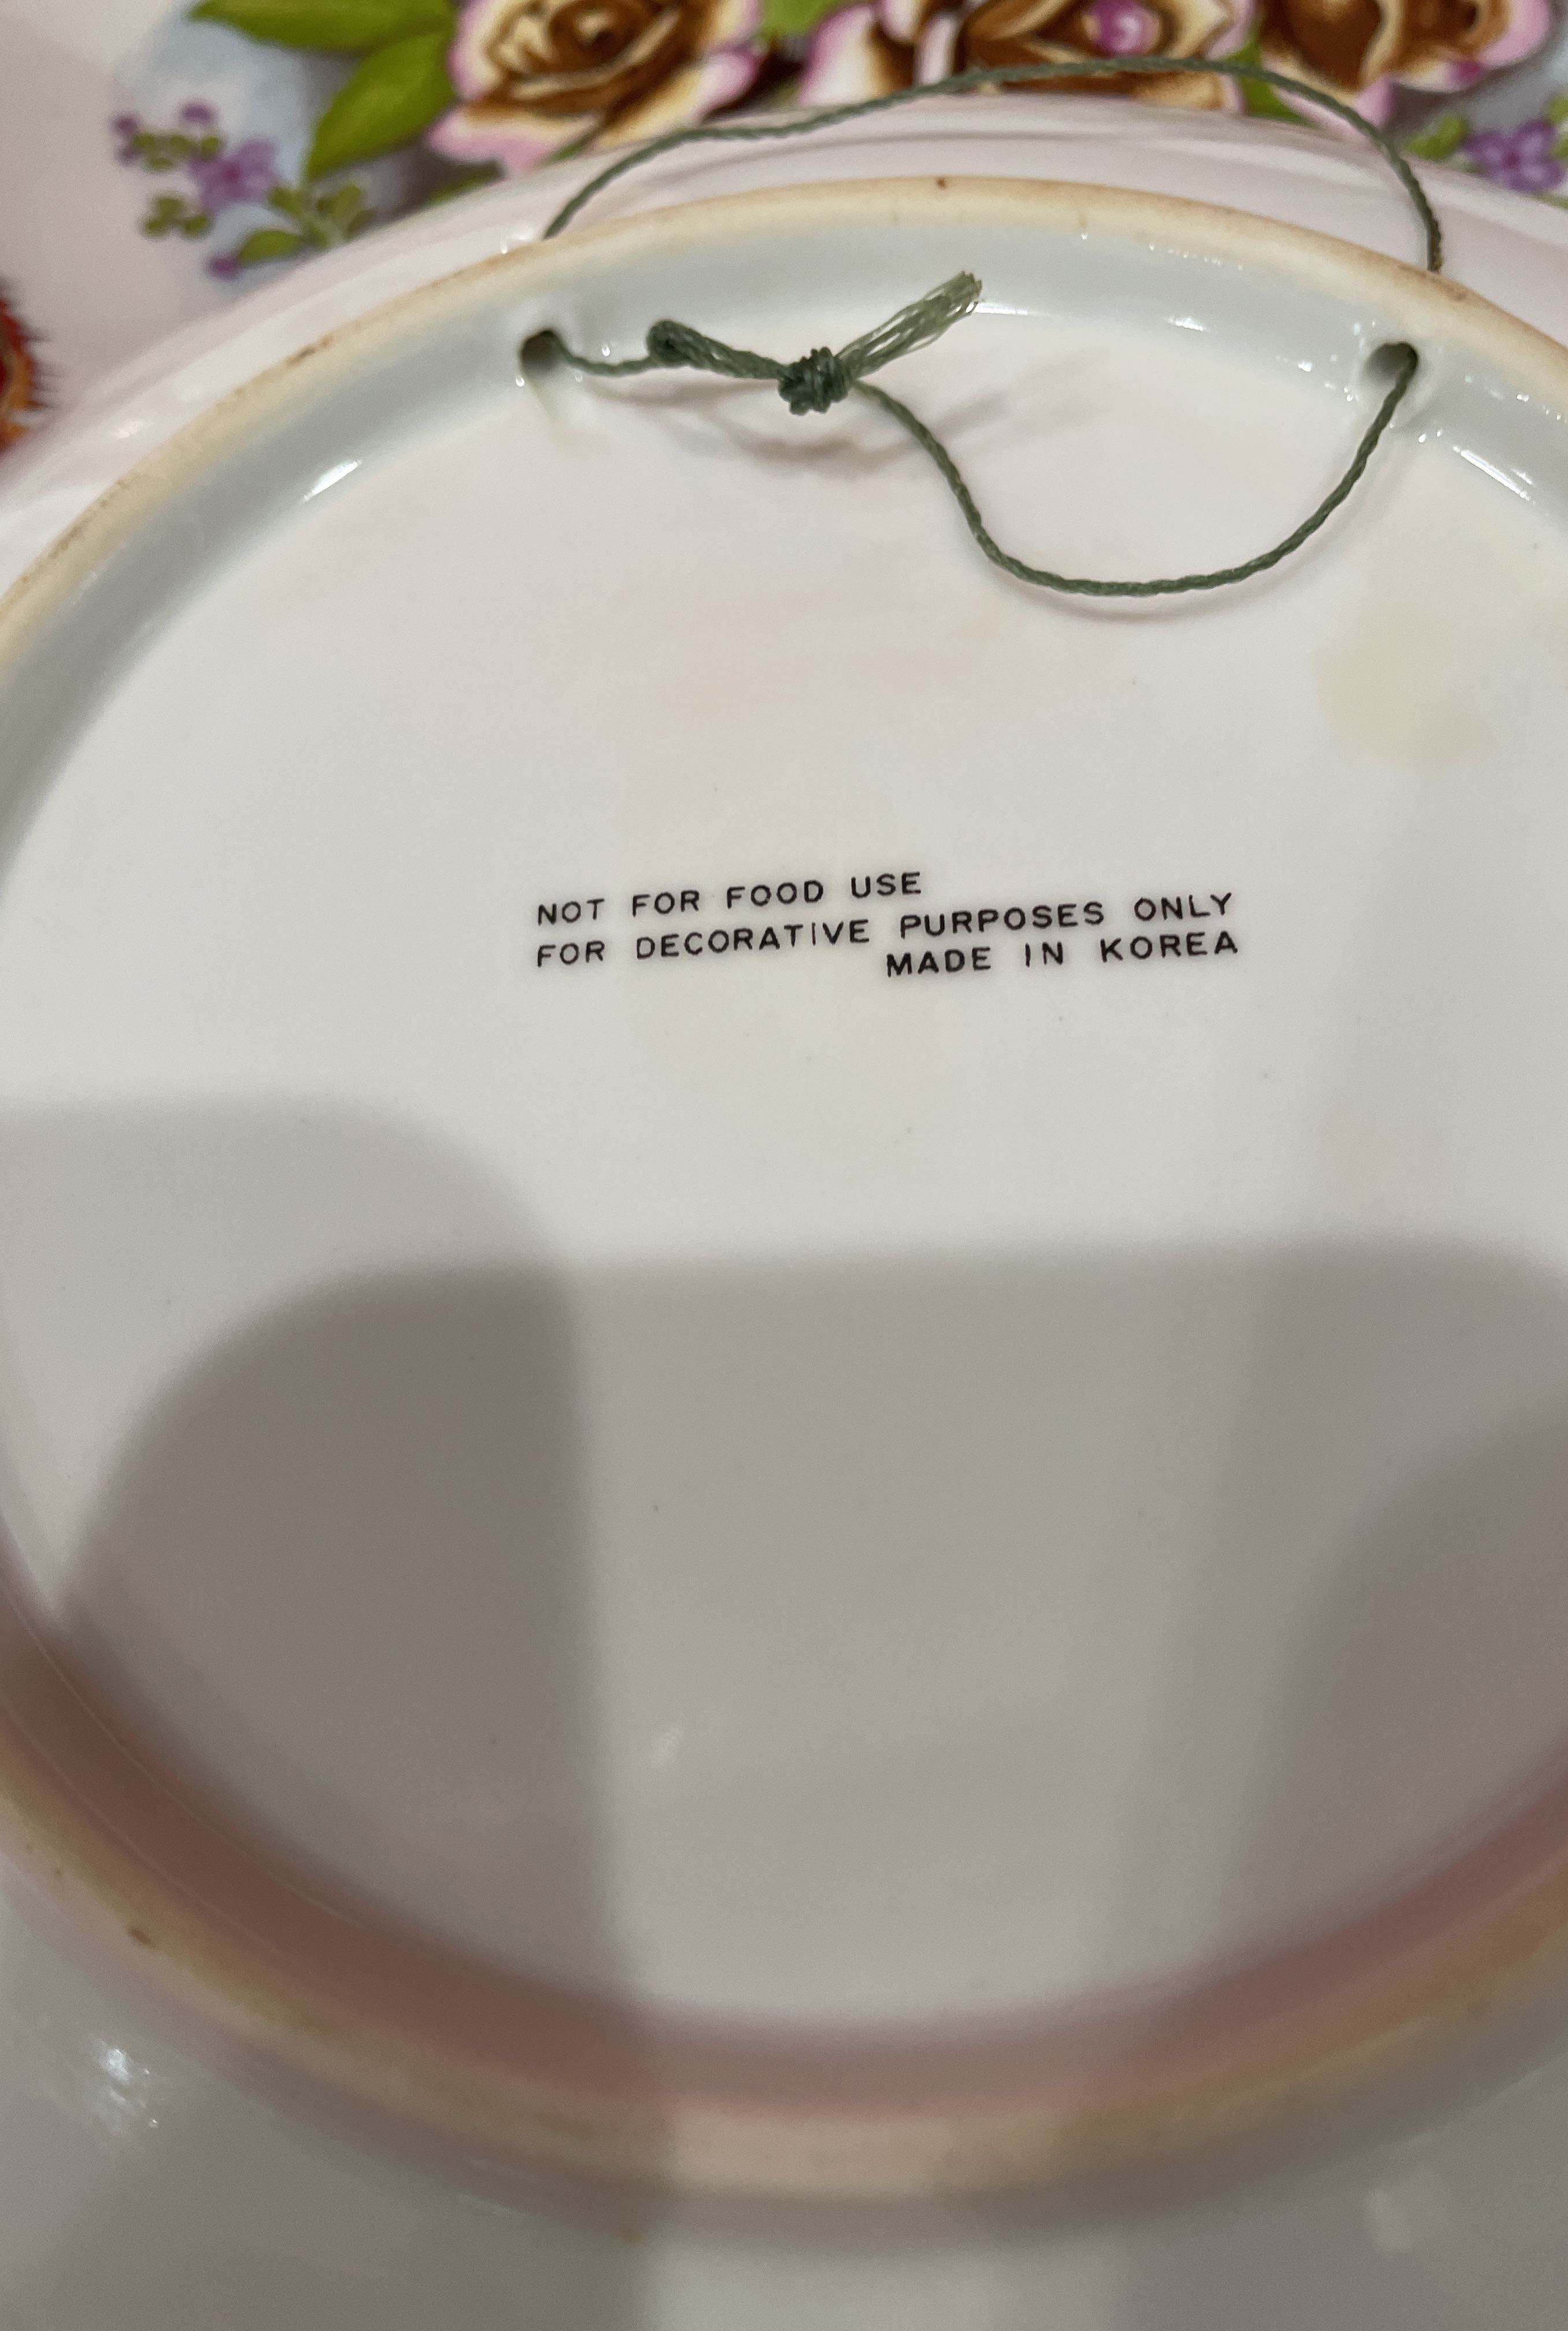 NOT FOR FOOD USE
FOR DECORATIVE PURPOSES ONLY
MADE IN KOREA